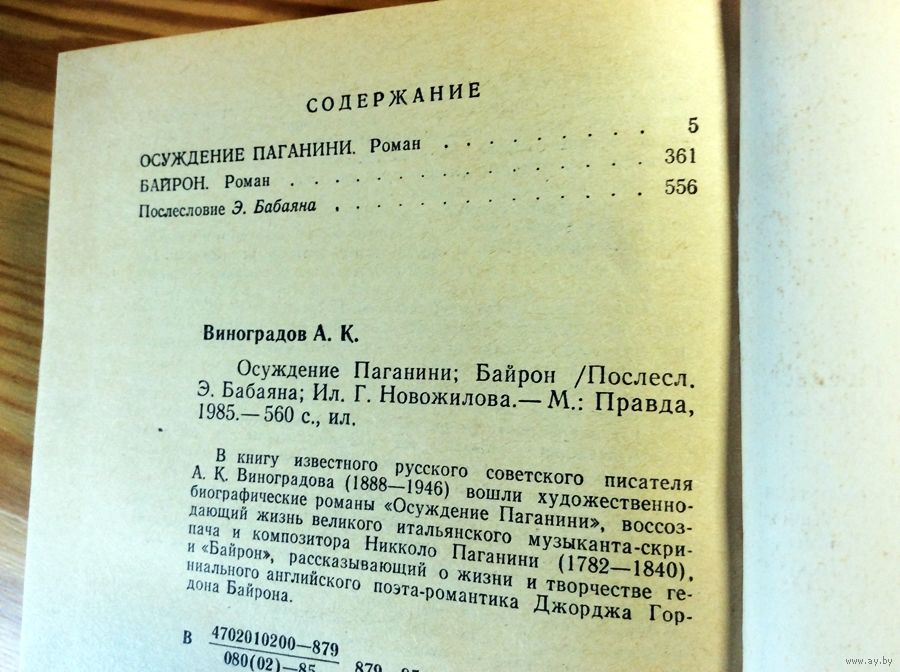 СОДЕРЖАНИЕ
ОСУЖДЕНИЕ ПАГАНИНИ. Роман . . . . . . . . . 5
БАЙРОН. Роман . . . . . . . . . . . . . . 361
Послесловие Э. Бабаяна . . . . . . . . . . . . 556
Виноградов А. К.
Осуждение Паганини; Байрон /Послесл.
Э. Бабаяна; Ил. Г. Новожилова.— М.: Правда,
1985.— 560 с., ил.
В книгу известного русского советского писателя
А. К. Виноградова (1888—1946) вошли художественно-
биографические романы «Осуждение Паганини», воссоз-
дающий жизнь великого итальянского музыканта-скри-
пача и композитора Никколо Паганини (1782—1840),
и «Байрон», рассказывающий о жизни и творчестве ге-
ниального английского поэта-романтика Джорджа Гор-
дона Байрона.
В 4702010200—879
080(02)—85
www.ay.by